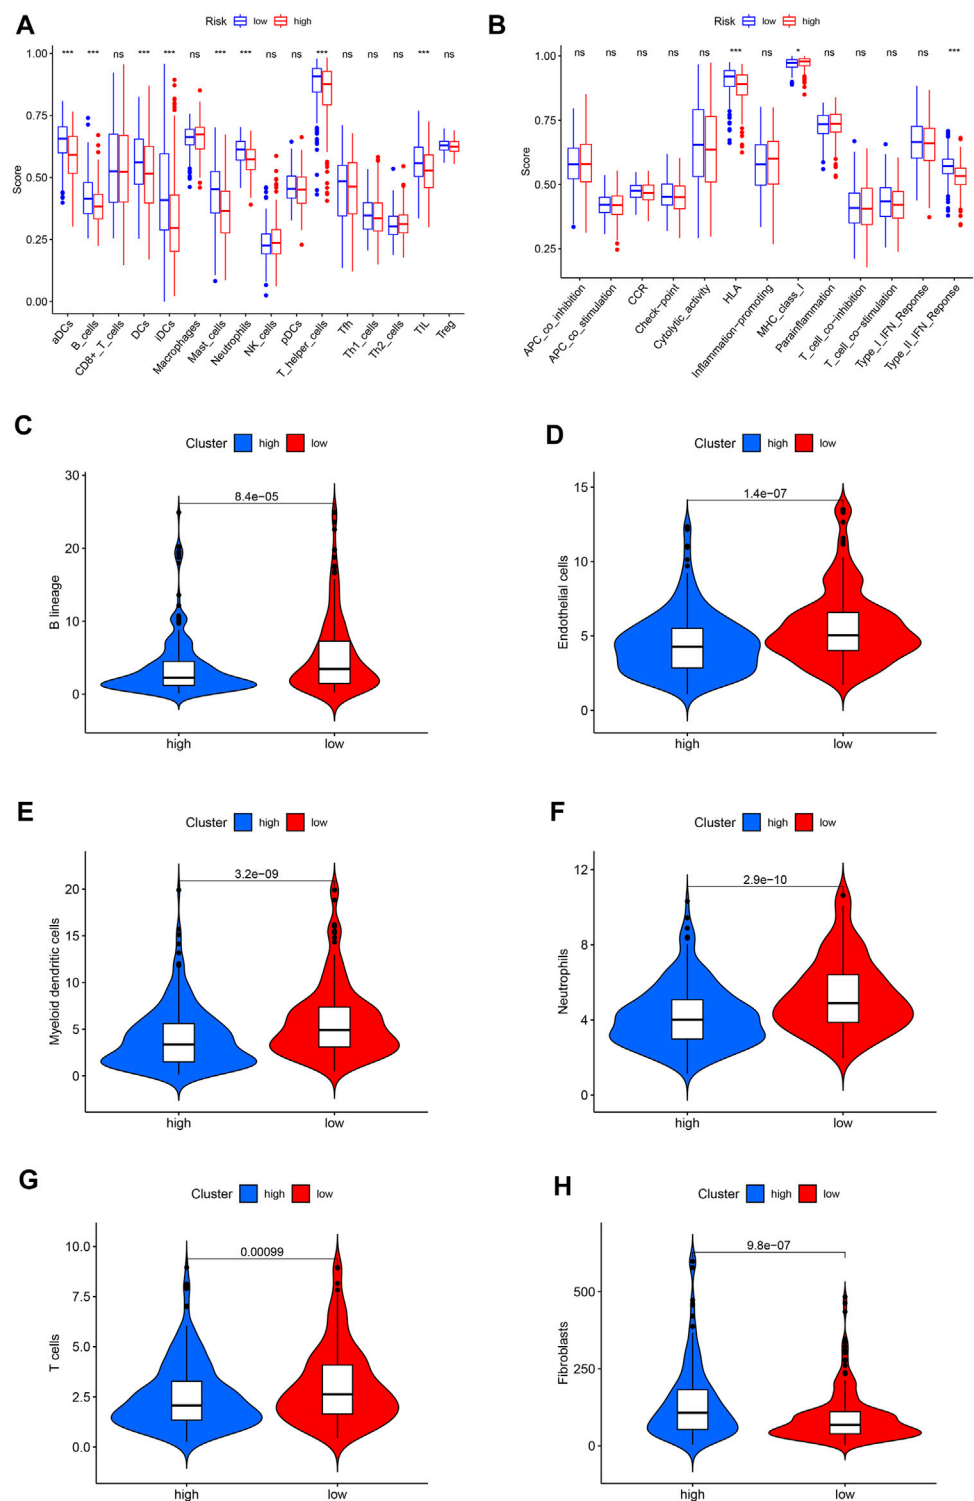 A
Risk low high
*** *** ns *** *** ns *** *** ns ns *** ns ns ns *** ns
1.00
0.75
0.50
0.25
0.00
Score
aDCs
B_cells
CD8+_T_cells
DCs
iDCs
Macrophages
Mast_cells
Neutrophils
NK_cells
pDCs
T_helper_cells
Tfh
Th1_cells
Th2_cells
TIL
Treg
B
Risk low high
ns ns ns ns ns *** ns * ns ns ns ns ***
1.00
0.75
0.50
0.25
Score
APC_co_inhibition
APC_co_stimulation
CCR
Check-point
Cytolytic_activity
HLA
Inflammation-promoting
MHC_class_I
Parainflammation
T_cell_co-inhibition
T_cell_co-stimulation
Type_I_IFN_Reponse
Type_II_IFN_Reponse
C
Cluster high low
30
20
10
0
B lineage
8.4e-05
high low
D
Cluster high low
15
10
5
0
Endothelial cells
1.4e-07
high low
E
Cluster high low
20
15
10
5
0
Myeloid dendritic cells
3.2e-09
high low
F
Cluster high low
12
8
4
0
Neutrophils
2.9e-10
high low
G
Cluster high low
10.0
7.5
5.0
2.5
0.0
T cells
0.00099
high low
H
Cluster high low
500
250
0
Fibroblasts
9.8e-07
high low